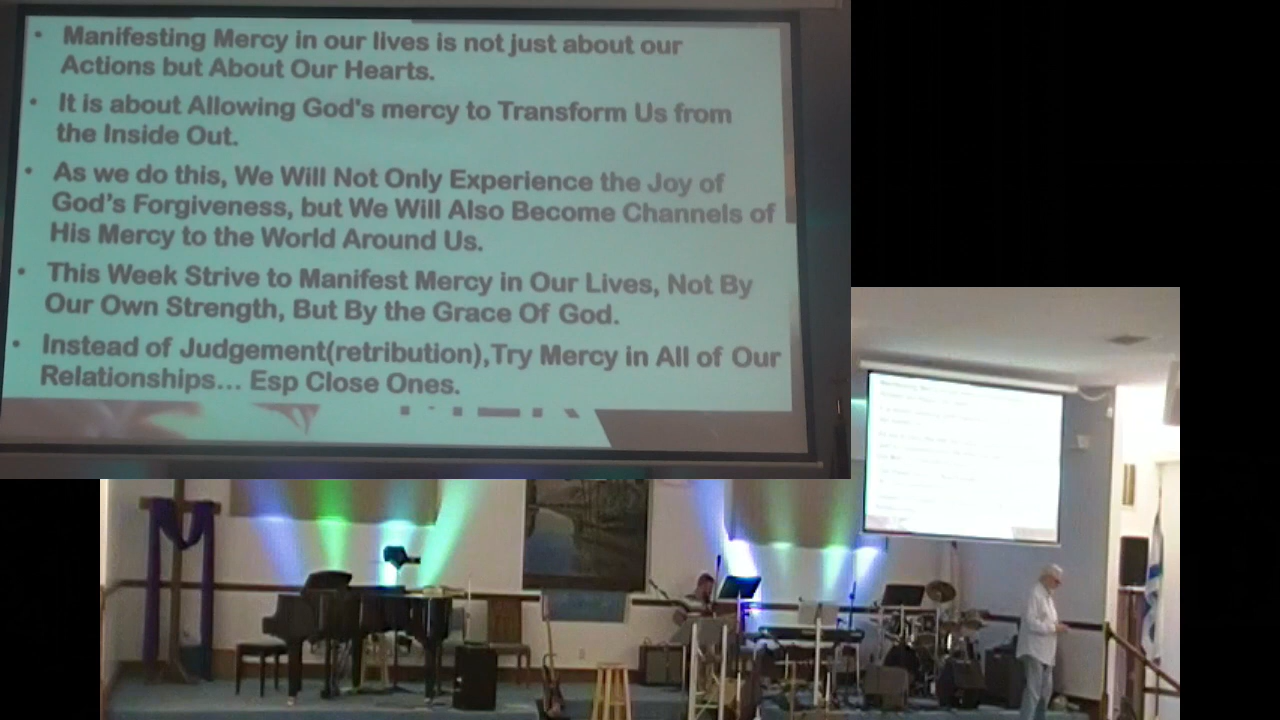 • Manifesting Mercy in our lives is not just about our
Actions but About Our Hearts.
• It is about Allowing God's mercy to Transform Us from
the Inside Out.
• As we do this, We Will Not Only Experience the Joy of
God's Forgiveness, but We Will Also Become Channels of
His Mercy to the World Around Us.
• This Week Strive to Manifest Mercy in Our Lives, Not By
Our Own Strength, But By the Grace Of God.
• Instead of Judgement(retribution),Try Mercy in All of Our
Relationships... Esp Close Ones.